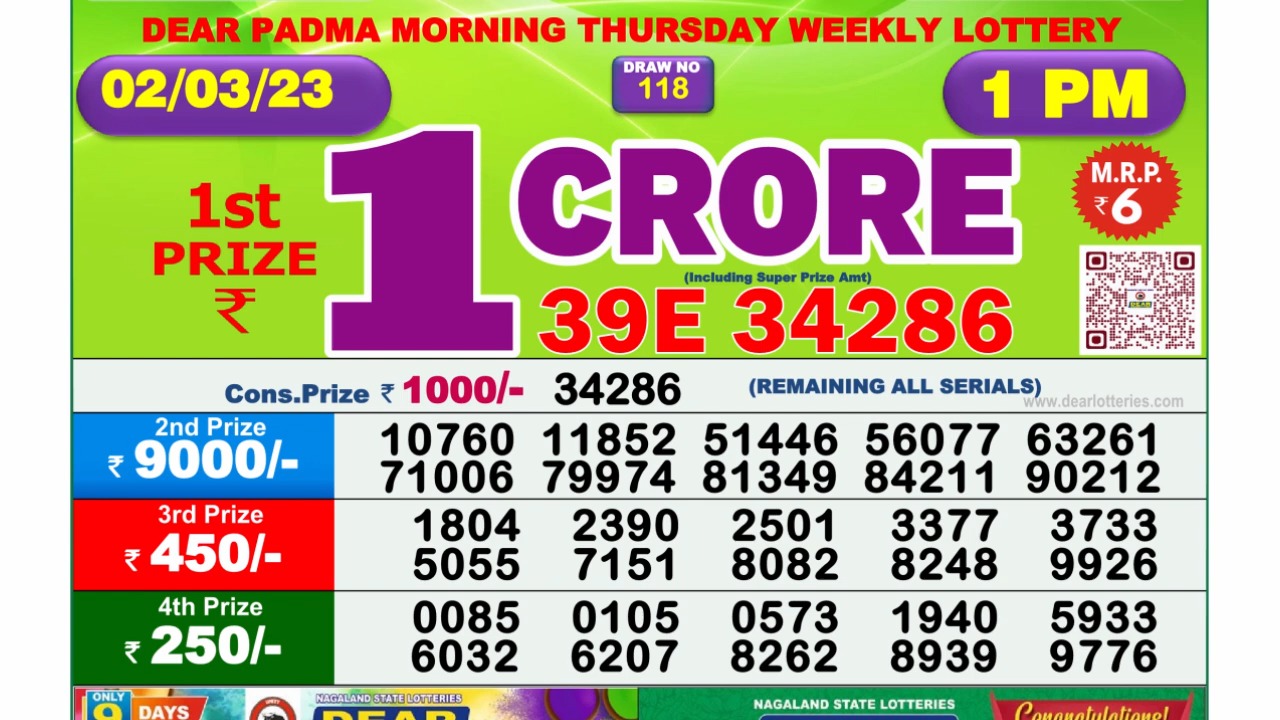 DEAR PADMA MORNING THURSDAY WEEKLY LOTTERY
02/03/23
DRAW NO
118
1 PM
1st
PRIZE
₹
1 CRORE
M.R.P.
₹6
(Including Super Prize Amt)
39E 34286
DEAR
Cons.Prize ₹ 1000/- 34286 (REMAINING ALL SERIALS)
www.dearlotteries.com
2nd Prize
₹ 9000/-
10760 11852 51446 56077 63261
71006 79974 81349 84211 90212
3rd Prize
₹ 450/-
1804 2390 2501 3377 3733
5055 7151 8082 8248 9926
4th Prize
₹ 250/-
0085 0105 0573 1940 5933
6032 6207 8262 8939 9776
ONLY
9 DAYS
NAGALAND STATE LOTTERIES
DEAR
NAGALAND STATE LOTTERIES
Congratulations!